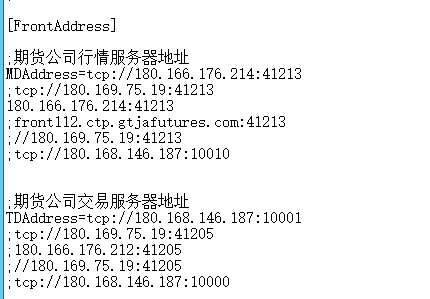 [FrontAddress]
;期货公司行情服务器地址
MDAddress=tcp://180.166.176.214:41213
;tcp://180.169.75.19:41213
180.166.176.214:41213
;front112.ctp.gtjafutures.com:41213
;//180.169.75.19:41213
;tcp://180.168.146.187:10010
;期货公司交易服务器地址
TDAddress=tcp://180.168.146.187:10001
;tcp://180.169.75.19:41205
;180.166.176.212:41205
;//180.169.75.19:41205
;tcp://180.168.146.187:10000